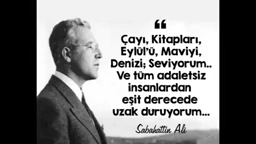 "
Çayı, Kitapları,
Eylül'ü, Maviyi,
Denizi; Seviyorum..
Ve tüm adaletsiz
insanlardan
eşit derecede
uzak duruyorum...
Sabahattin Ali